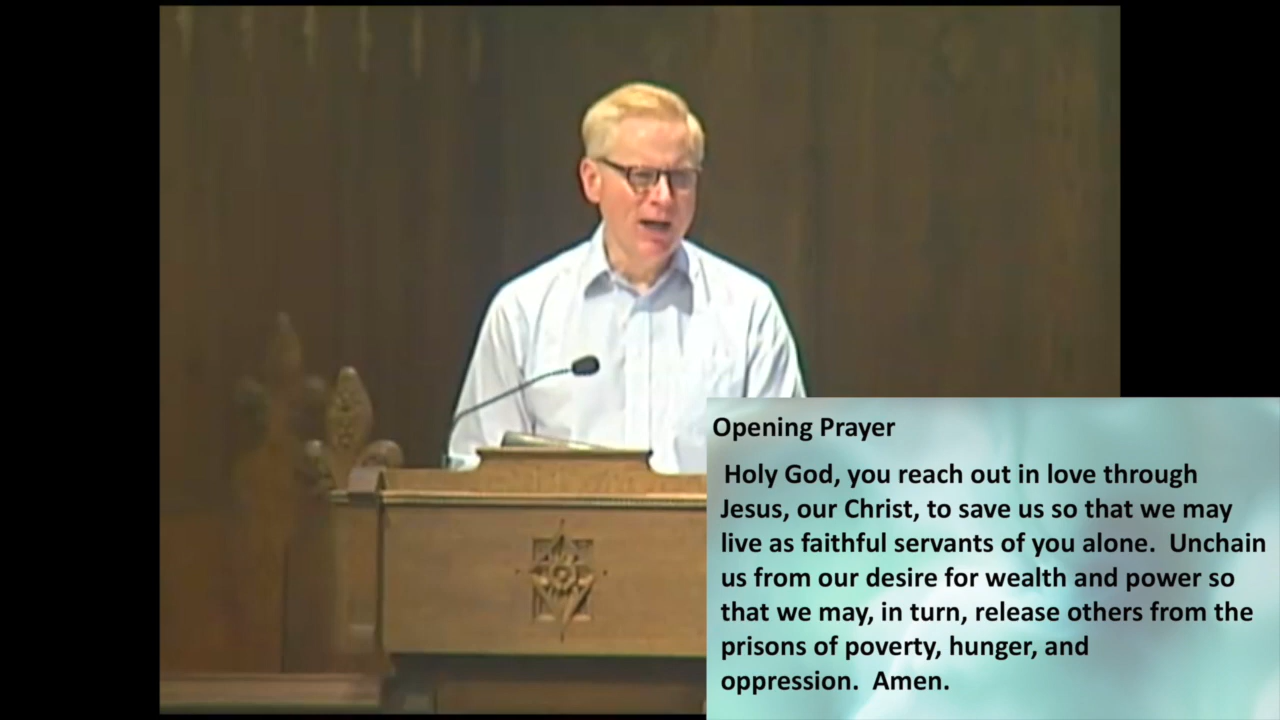 Opening Prayer
Holy God, you reach out in love through
Jesus, our Christ, to save us so that we may
live as faithful servants of you alone.  Unchain
us from our desire for wealth and power so
that we may, in turn, release others from the
prisons of poverty, hunger, and
oppression.  Amen.